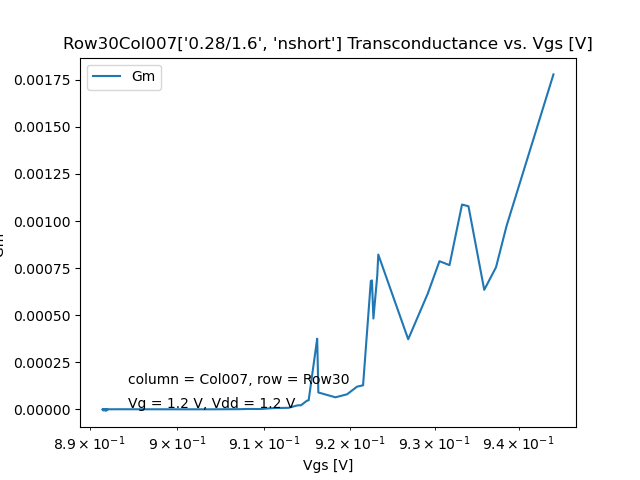 Row30Col007['0.28/1.6', 'nshort'] Transconductance vs. Vgs [V]
Gm
0.00175
0.00150
0.00125
0.00100
0.00075
0.00050
0.00025
0.00000
Gm
column = Col007, row = Row30
Vg = 1.2 V, Vdd = 1.2 V
8.9 × 10⁻¹ 9 × 10⁻¹ 9.1 × 10⁻¹ 9.2 × 10⁻¹ 9.3 × 10⁻¹ 9.4 × 10⁻¹
Vgs [V]